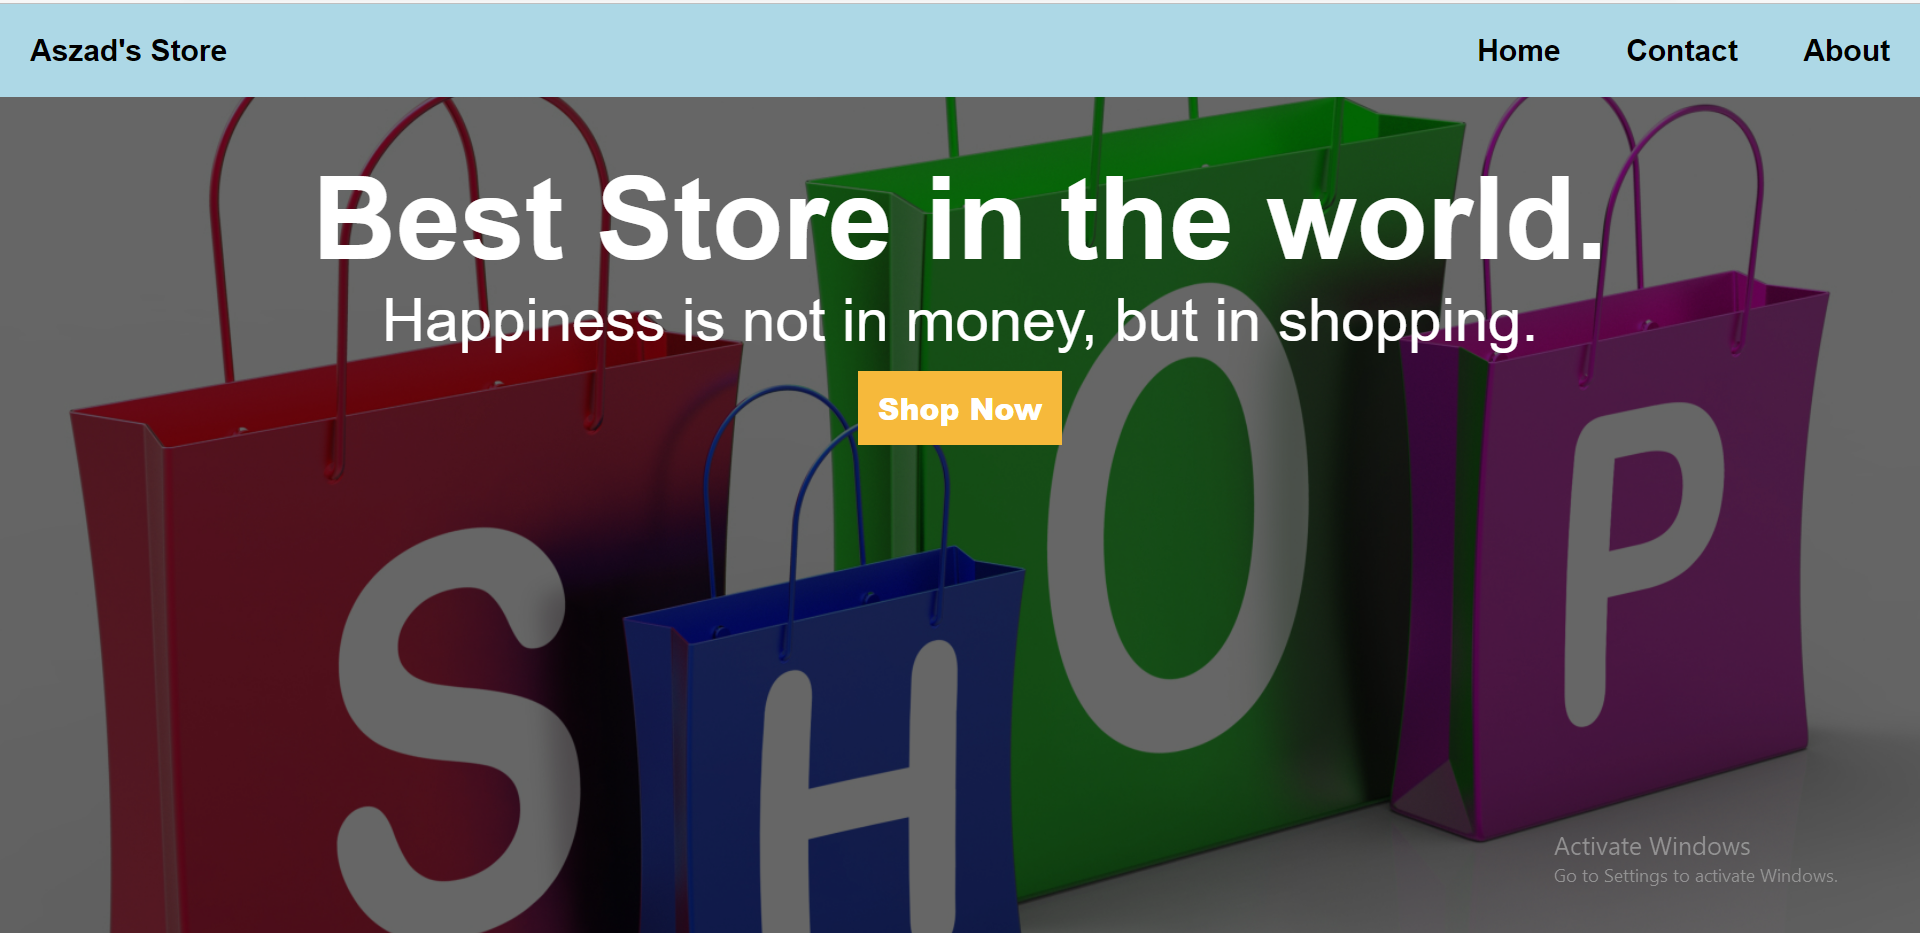 Aszad's Store
Home Contact About
Best Store in the world.
Happiness is not in money, but in shopping.
Shop Now
SHOP
Activate Windows
Go to Settings to activate Windows.